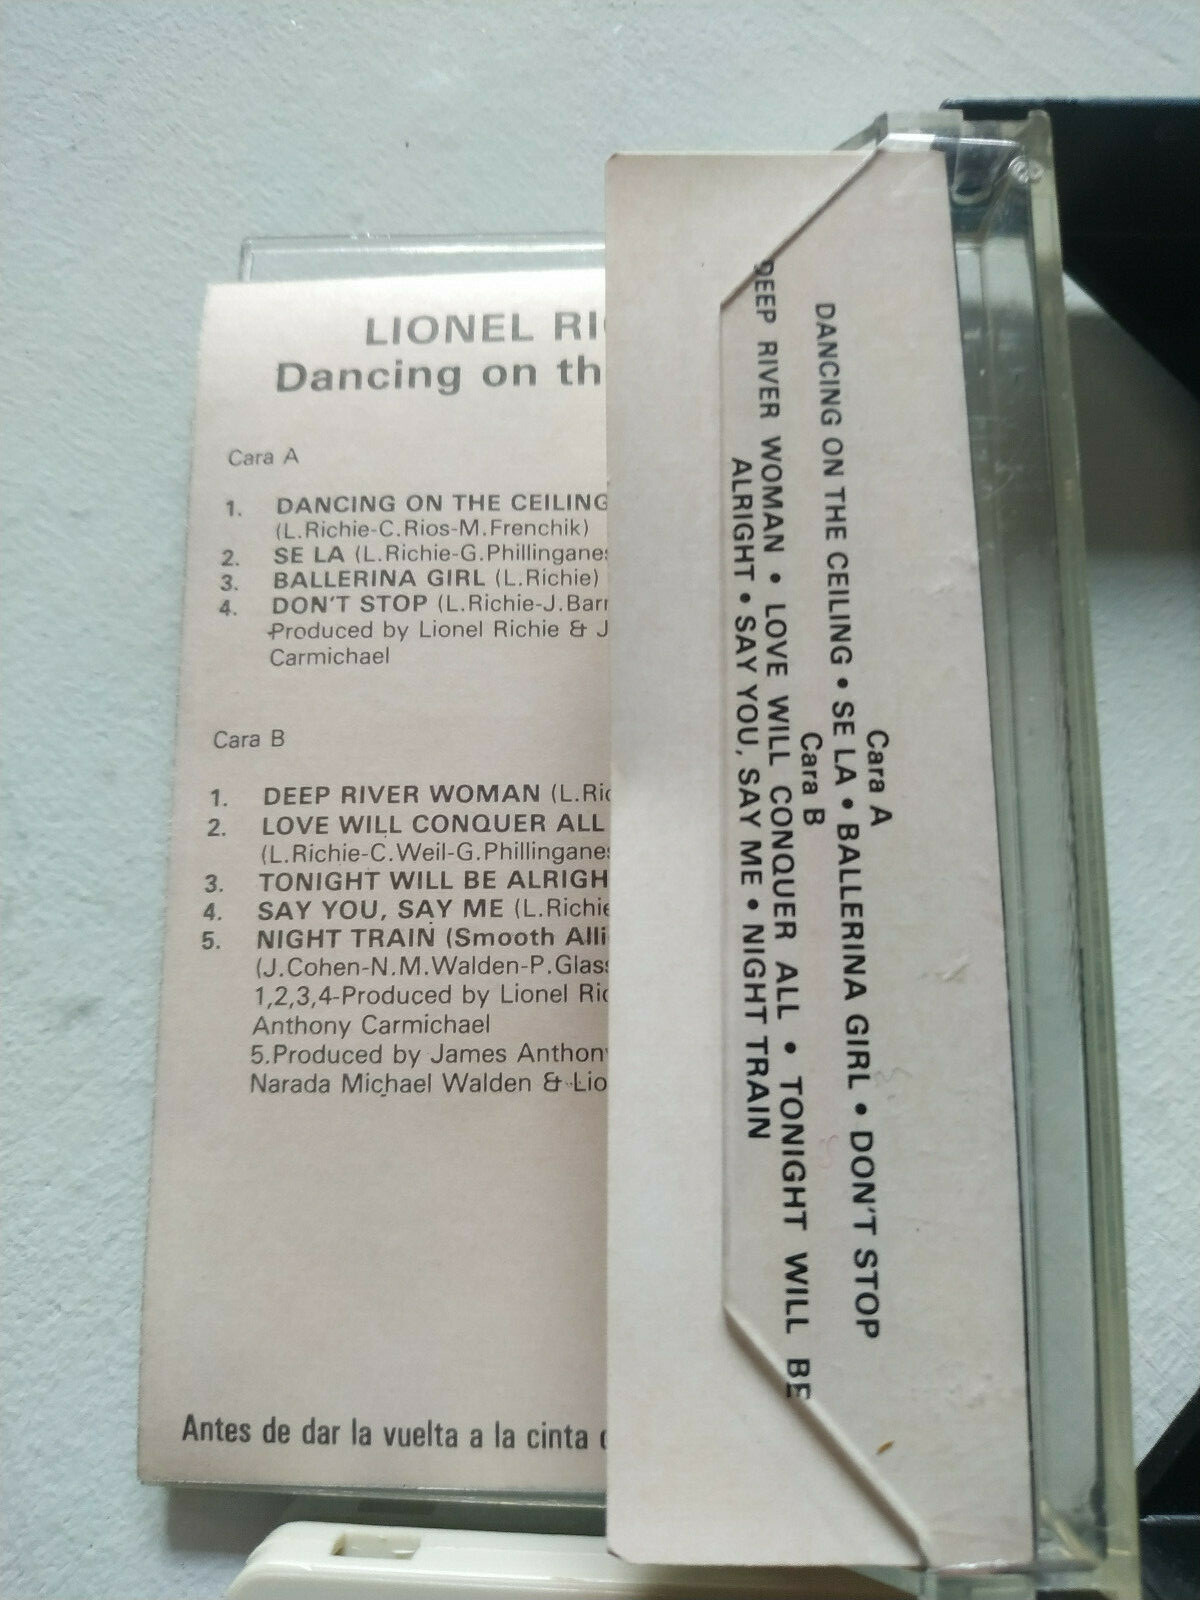 LIONEL
Dancing on
Cara A
1. DANCING ON THE CEILING
(L.Richie-C.Rios-M.Frenchik)
2. SE LA (L.Richie-G.Phillinganes
3. BALLERINA GIRL (L.Richie)
4. DON'T STOP (L.Richie-J.Barn
-Produced by Lionel Richie & J
Carmichael
Cara B
1. DEEP RIVER WOMAN (L.Ric
2. LOVE WILL CONQUER ALL
(L.Richie-C.Weil-G.Phillinganes
3. TONIGHT WILL BE ALRIGH
4. SAY YOU, SAY ME (L.Richie
5. NIGHT TRAIN (Smooth Alli
(J.Cohen-N.M.Walden-P.Glass
1,2,3,4-Produced by Lionel Ric
Anthony Carmichael
5.Produced by James Anthon
Narada Michael Walden & Lio
Antes de dar la vuelta a la cinta
Cara A
DANCING ON THE CEILING • SE LA • BALLERINA GIRL • DON'T STOP
Cara B
DEEP RIVER WOMAN • LOVE WILL CONQUER ALL • TONIGHT WILL BE
ALRIGHT • SAY YOU, SAY ME • NIGHT TRAIN